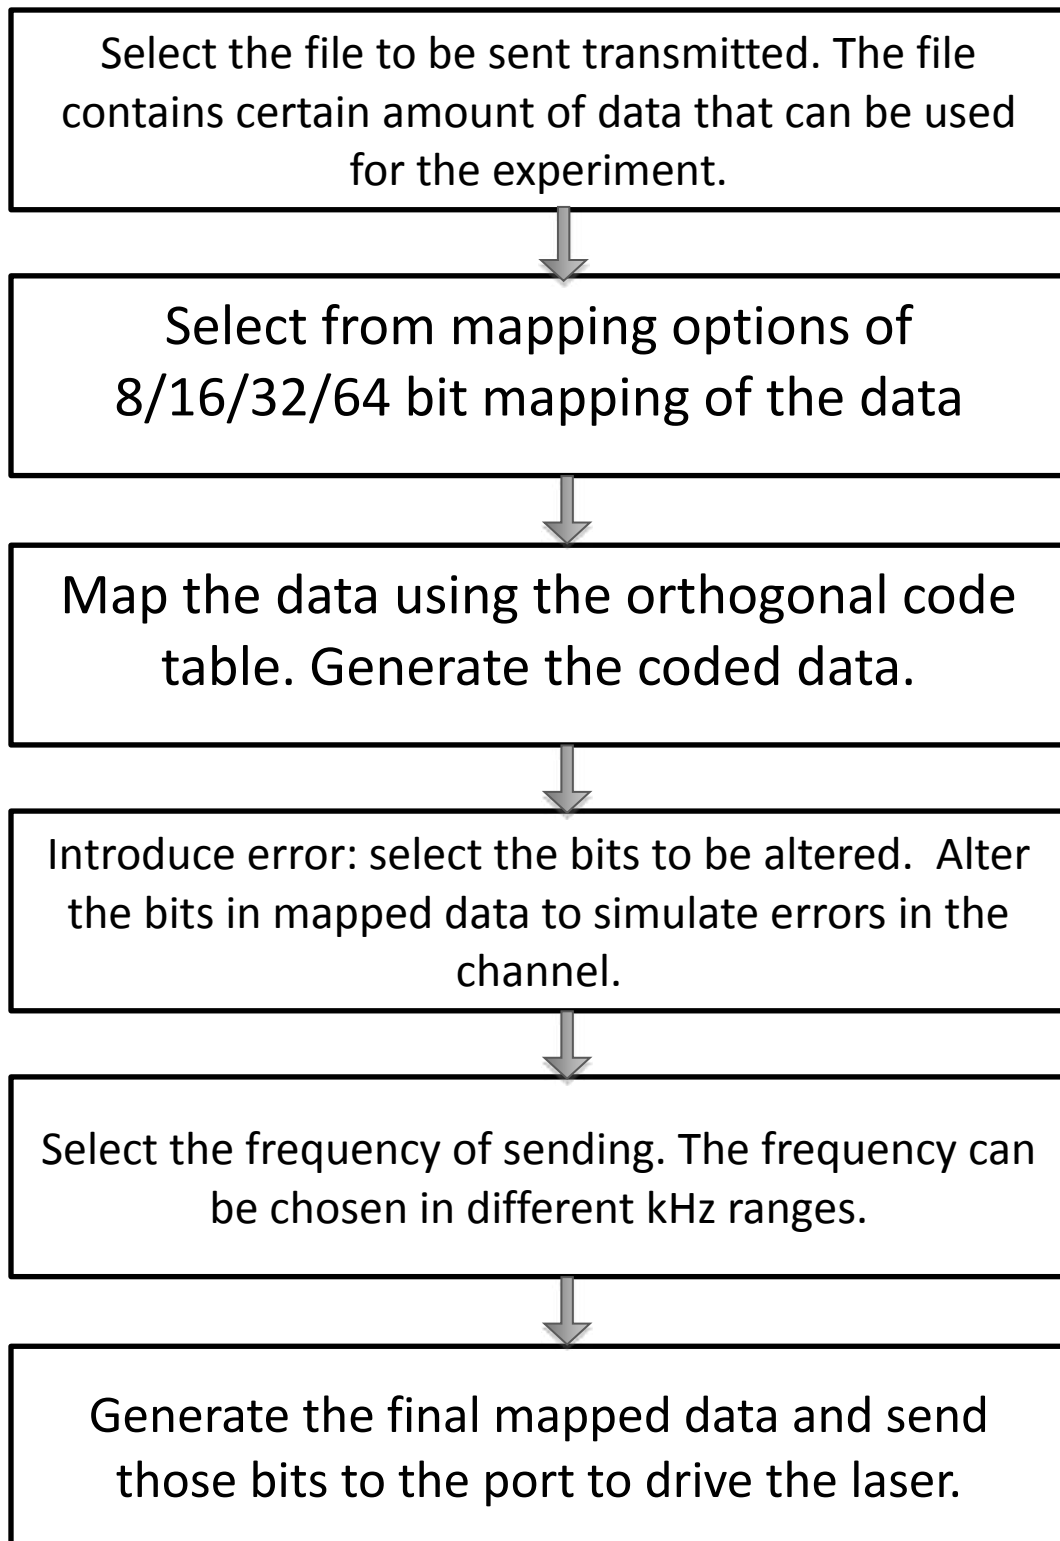 Select the file to be sent transmitted. The file
contains certain amount of data that can be used
for the experiment.
Select from mapping options of
8/16/32/64 bit mapping of the data
Map the data using the orthogonal code
table. Generate the coded data.
Introduce error: select the bits to be altered.  Alter
the bits in mapped data to simulate errors in the
channel.
Select the frequency of sending. The frequency can
be chosen in different kHz ranges.
Generate the final mapped data and send
those bits to the port to drive the laser.